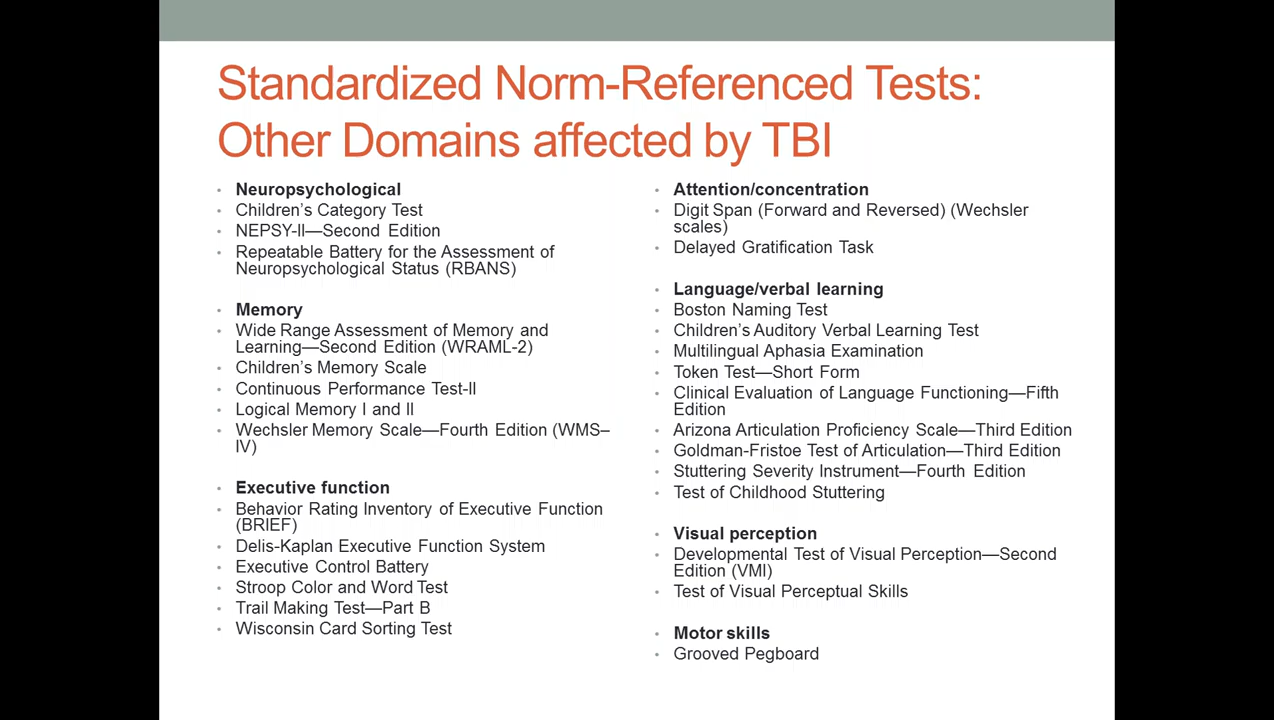 Standardized Norm-Referenced Tests:
Other Domains affected by TBI
Neuropsychological
Children's Category Test
NEPSY-II—Second Edition
Repeatable Battery for the Assessment of
Neuropsychological Status (RBANS)
Memory
Wide Range Assessment of Memory and
Learning—Second Edition (WRAML-2)
Children's Memory Scale
Continuous Performance Test-II
Logical Memory I and II
Wechsler Memory Scale—Fourth Edition (WMS–
IV)
Executive function
Behavior Rating Inventory of Executive Function
(BRIEF)
Delis-Kaplan Executive Function System
Executive Control Battery
Stroop Color and Word Test
Trail Making Test—Part B
Wisconsin Card Sorting Test
Attention/concentration
Digit Span (Forward and Reversed) (Wechsler
scales)
Delayed Gratification Task
Language/verbal learning
Boston Naming Test
Children's Auditory Verbal Learning Test
Multilingual Aphasia Examination
Token Test—Short Form
Clinical Evaluation of Language Functioning—Fifth
Edition
Arizona Articulation Proficiency Scale—Third Edition
Goldman-Fristoe Test of Articulation—Third Edition
Stuttering Severity Instrument—Fourth Edition
Test of Childhood Stuttering
Visual perception
Developmental Test of Visual Perception—Second
Edition (VMI)
Test of Visual Perceptual Skills
Motor skills
Grooved Pegboard